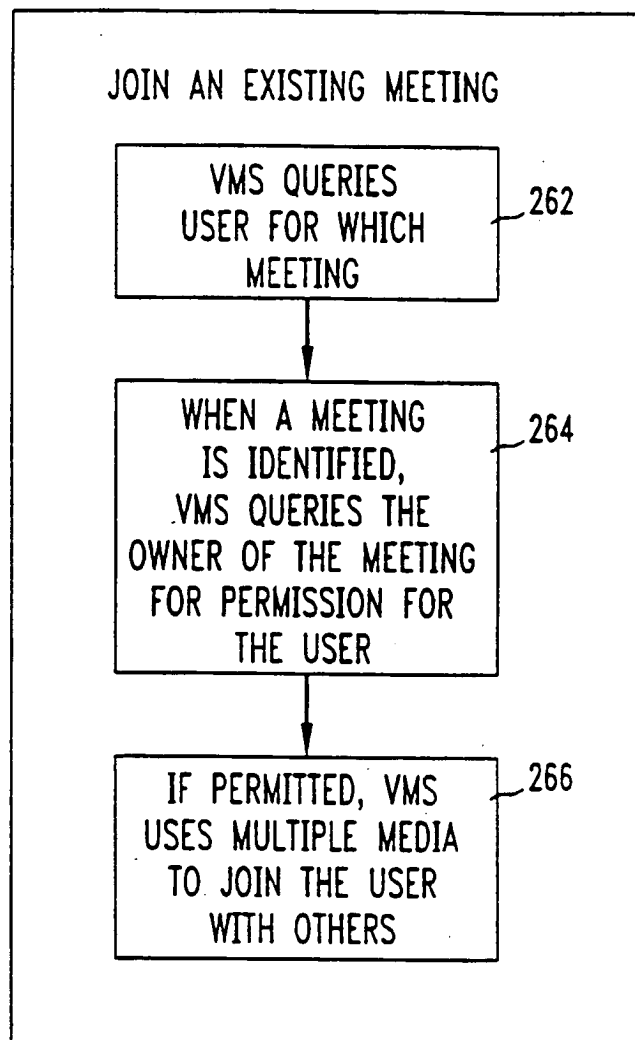 JOIN AN EXISTING MEETING
VMS QUERIES
USER FOR WHICH
MEETING
262
WHEN A MEETING
IS IDENTIFIED,
VMS QUERIES THE
OWNER OF THE MEETING
FOR PERMISSION FOR
THE USER
264
IF PERMITTED, VMS
USES MULTIPLE MEDIA
TO JOIN THE USER
WITH OTHERS
266